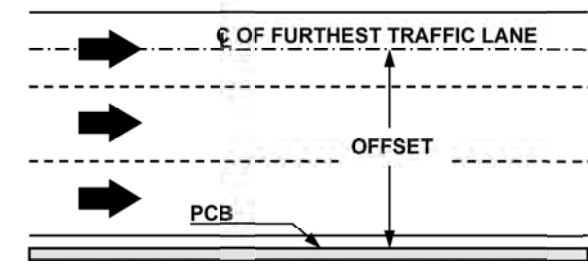 ℄ OF FURTHEST TRAFFIC LANE
OFFSET
PCB